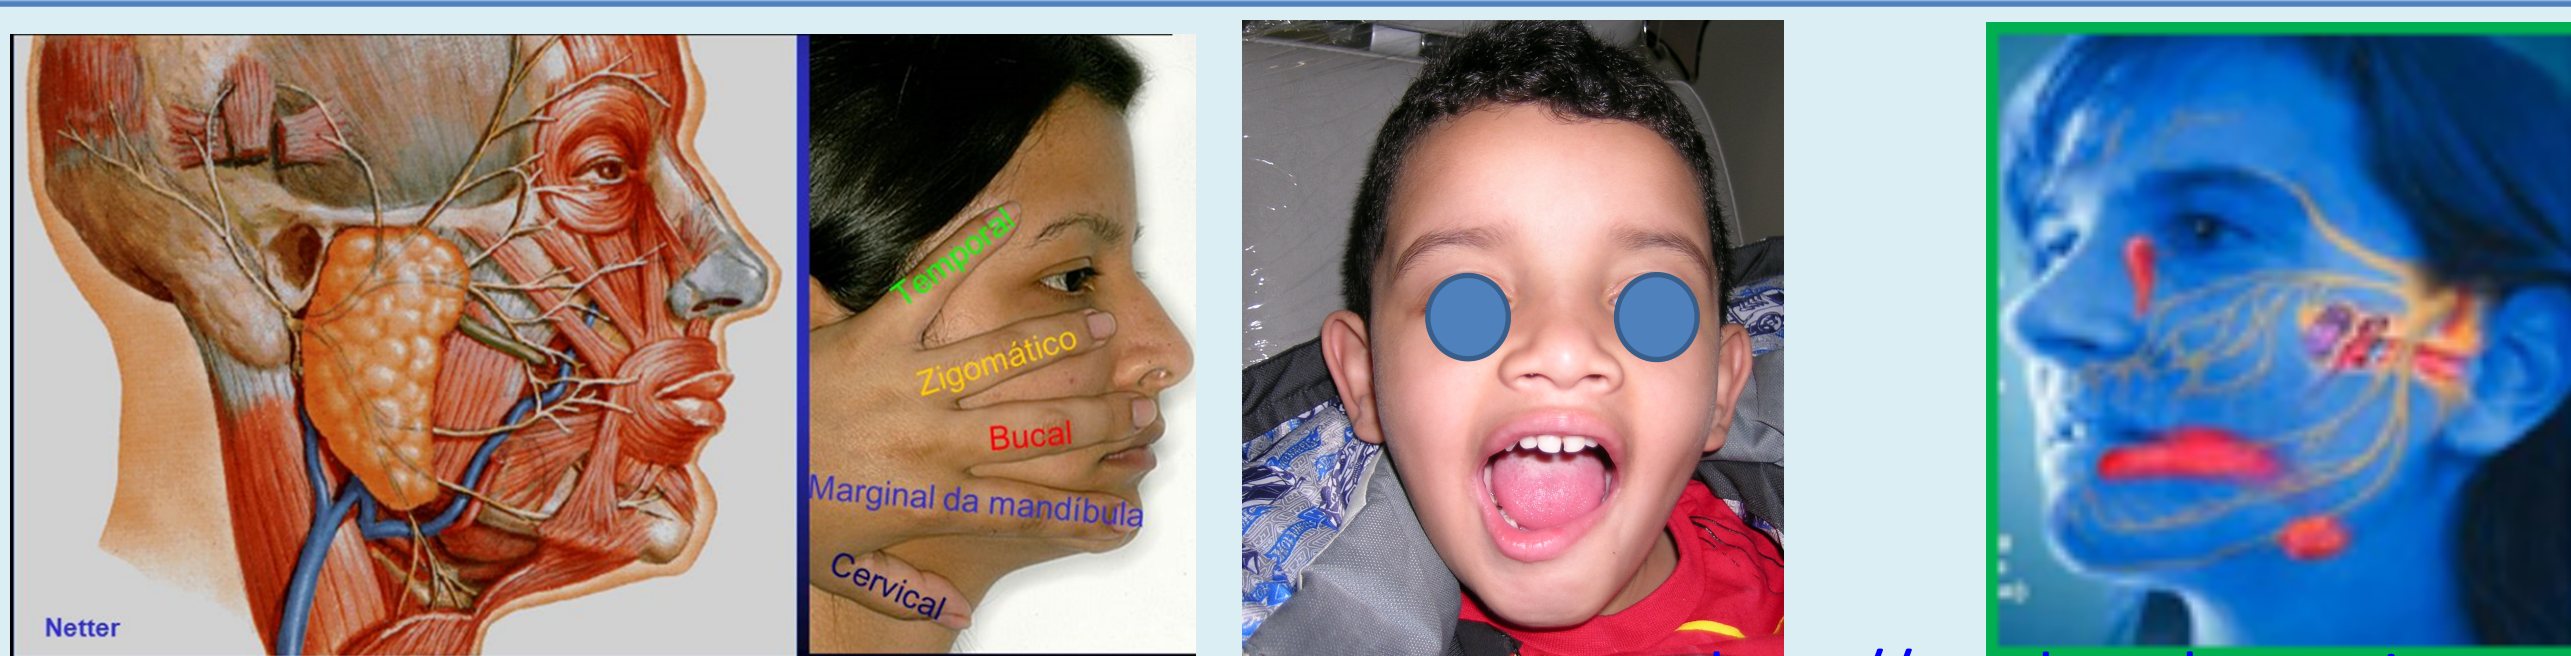 Temporal
Zigomático
Bucal
Marginal da mandíbula
Cervical
Netter